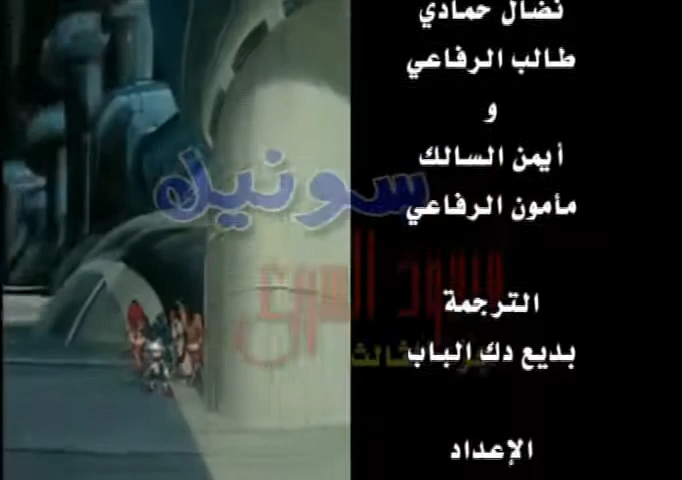 نضال حمادي
طالب الرفاعي
و
أيمن السالك
مأمون الرفاعي
سونيك
الترجمة
بديع دك الباب
الإعداد